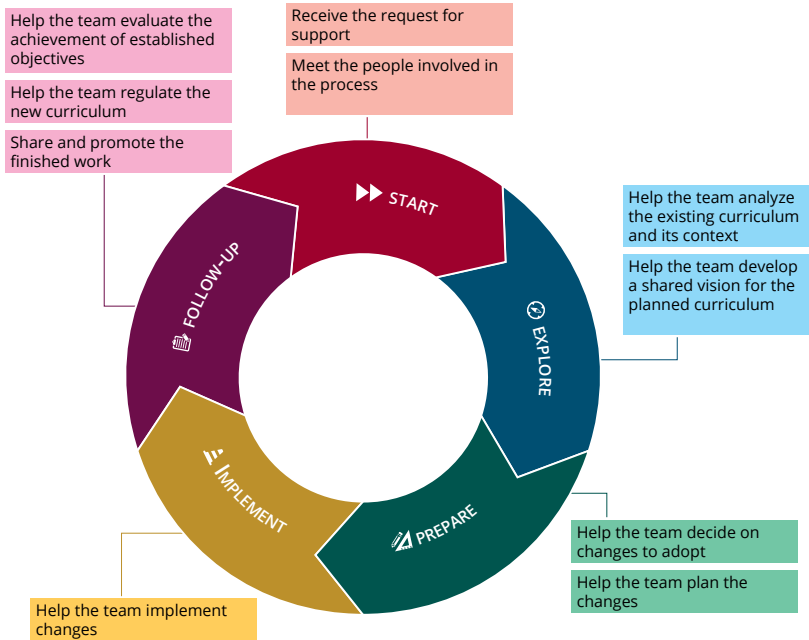 Receive the request for
support
Meet the people involved in
the process
START
Help the team analyze
the existing curriculum
and its context
Help the team develop
a shared vision for the
planned curriculum
EXPLORE
Help the team decide on
changes to adopt
Help the team plan the
changes
PREPARE
Help the team implement
changes
IMPLEMENT
Help the team evaluate the
achievement of established
objectives
Help the team regulate the
new curriculum
Share and promote the
finished work
FOLLOW-UP